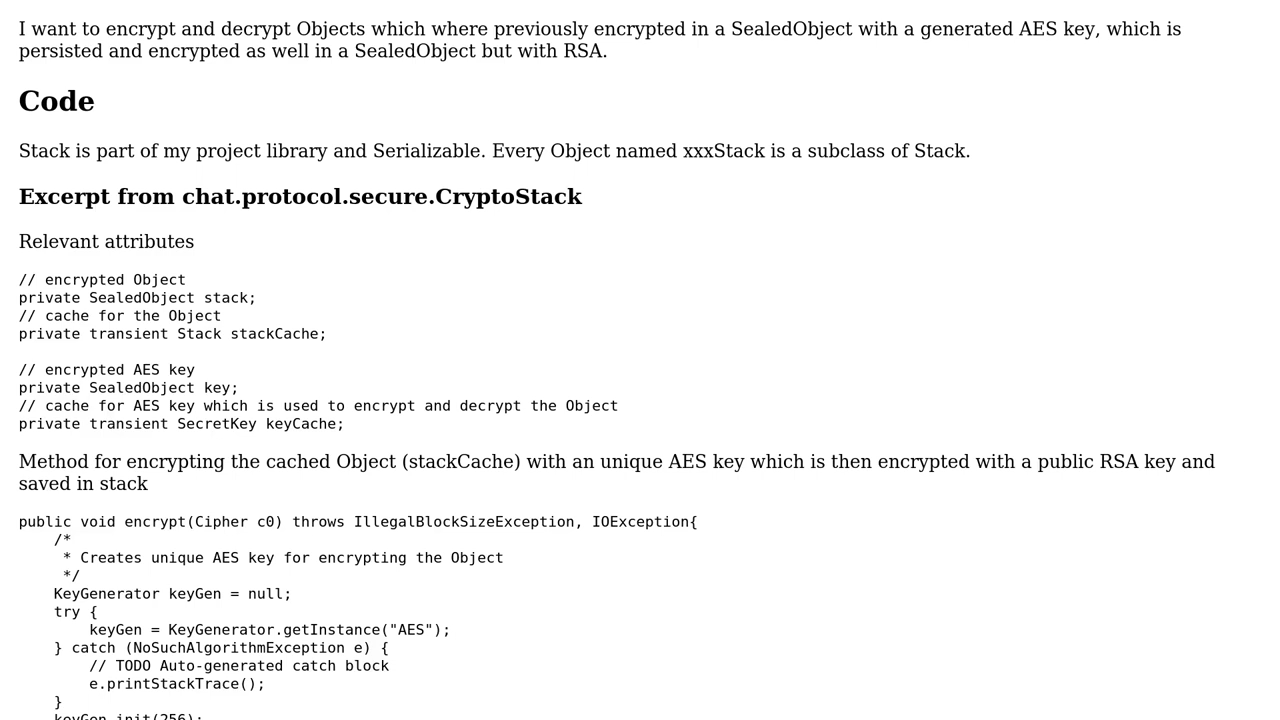 I want to encrypt and decrypt Objects which where previously encrypted in a SealedObject with a generated AES key, which is
persisted and encrypted as well in a SealedObject but with RSA.
Code
Stack is part of my project library and Serializable. Every Object named xxxStack is a subclass of Stack.
Excerpt from chat.protocol.secure.CryptoStack
Relevant attributes
// encrypted Object
private SealedObject stack;
// cache for the Object
private transient Stack stackCache;
// encrypted AES key
private SealedObject key;
// cache for AES key which is used to encrypt and decrypt the Object
private transient SecretKey keyCache;
Method for encrypting the cached Object (stackCache) with an unique AES key which is then encrypted with a public RSA key and
saved in stack
public void encrypt(Cipher c0) throws IllegalBlockSizeException, IOException{
    /*
     * Creates unique AES key for encrypting the Object
     */
    KeyGenerator keyGen = null;
    try {
        keyGen = KeyGenerator.getInstance("AES");
    } catch (NoSuchAlgorithmException e) {
        // TODO Auto-generated catch block
        e.printStackTrace();
    }
    keyGen.init(256);